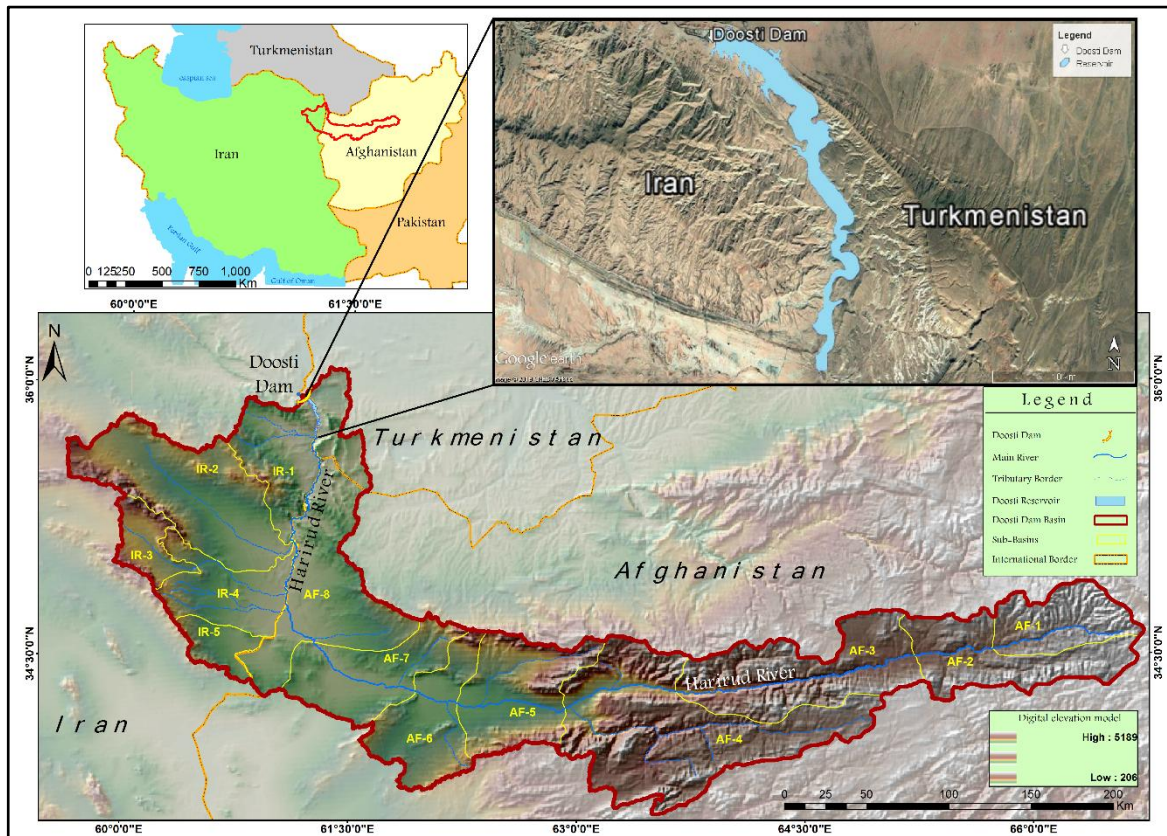 Turkmenistan
caspian sea
Iran
Afghanistan
Pakistan
Persian Gulf
Gulf of Oman
0 125 250 500 750 1,000
Km
Doosti Dam
Iran
Turkmenistan
Google earth
N
Legend
Doosti Dam
Reservoir
60°0'0"E 61°30'0"E
N
36°0'0"N
34°30'0"N
Doosti
Dam
Turkmenistan
Afghanistan
Iran
Harirud River
Harirud River
IR-1
IR-2
IR-3
IR-4
IR-5
AF-8
AF-7
AF-6
AF-5
AF-4
AF-3
AF-2
AF-1
36°0'0"N
34°30'0"N
Legend
Doosti Dam
Main River
Tributary Border
Doosti Reservoir
Doosti Dam Basin
Sub-Basins
International Border
Digital elevation model
High : 5189
Low : 206
0 25 50 100 150 200
Km
60°0'0"E 61°30'0"E 63°0'0"E 64°30'0"E 66°0'0"E